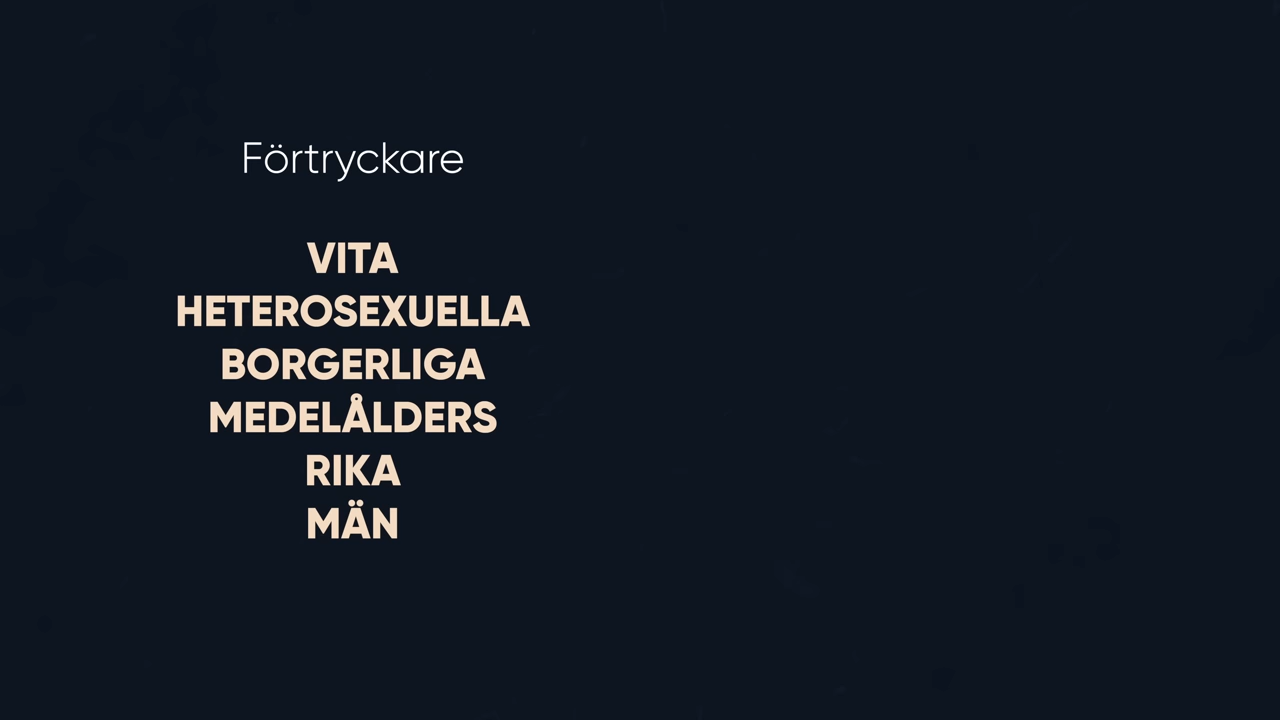 Förtryckare
VITA
HETEROSEXUELLA
BORGERLIGA
MEDELÅLDERS
RIKA
MÄN